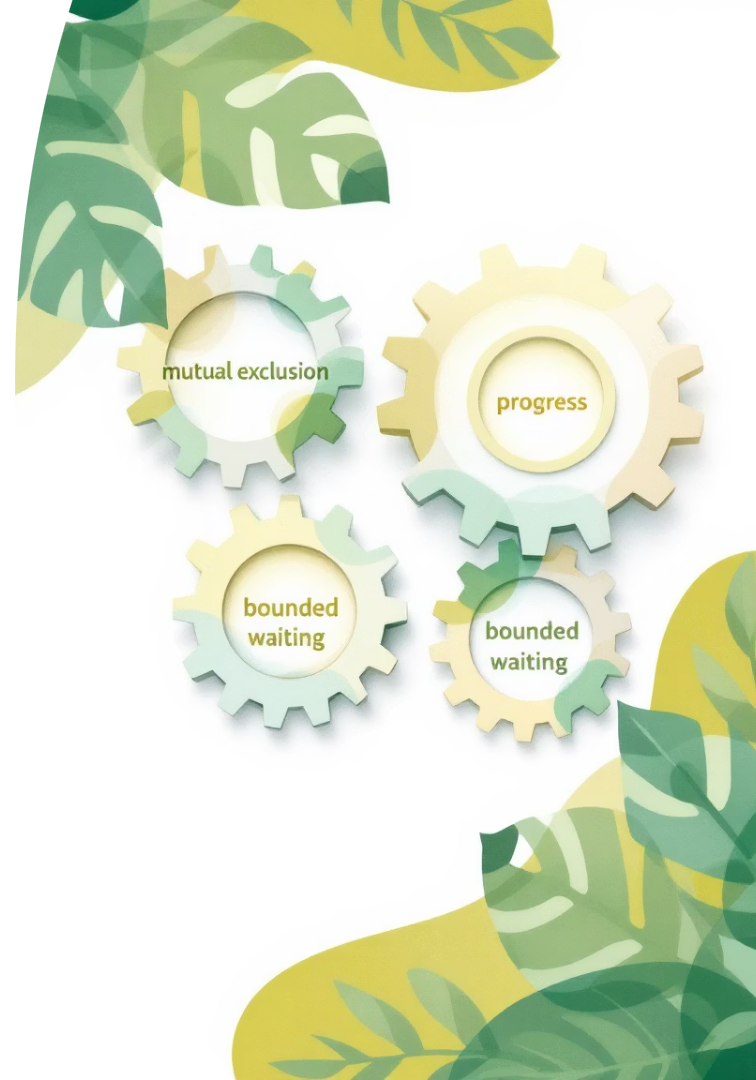 mutual exclusion
progress
bounded
waiting
bounded
waiting